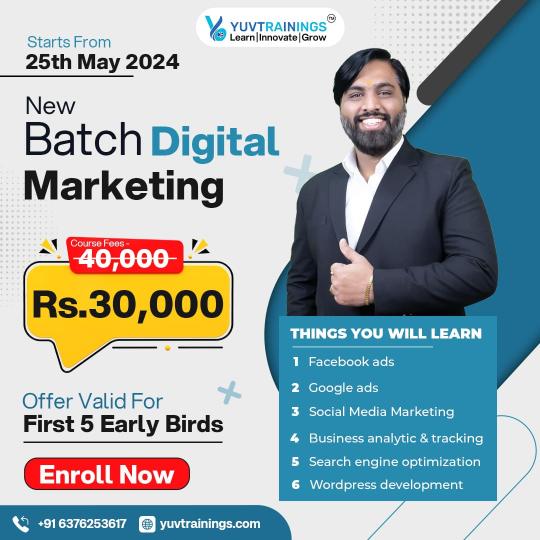 YUVTRAININGS TM
Learn|Innovate|Grow
Starts From
25th May 2024
New
Batch Digital
Marketing
Course Fees -
40,000
Rs.30,000
Offer Valid For
First 5 Early Birds
Enroll Now
THINGS YOU WILL LEARN
1 Facebook ads
2 Google ads
3 Social Media Marketing
4 Business analytic & tracking
5 Search engine optimization
6 Wordpress development
+91 6376253617 yuvtrainings.com